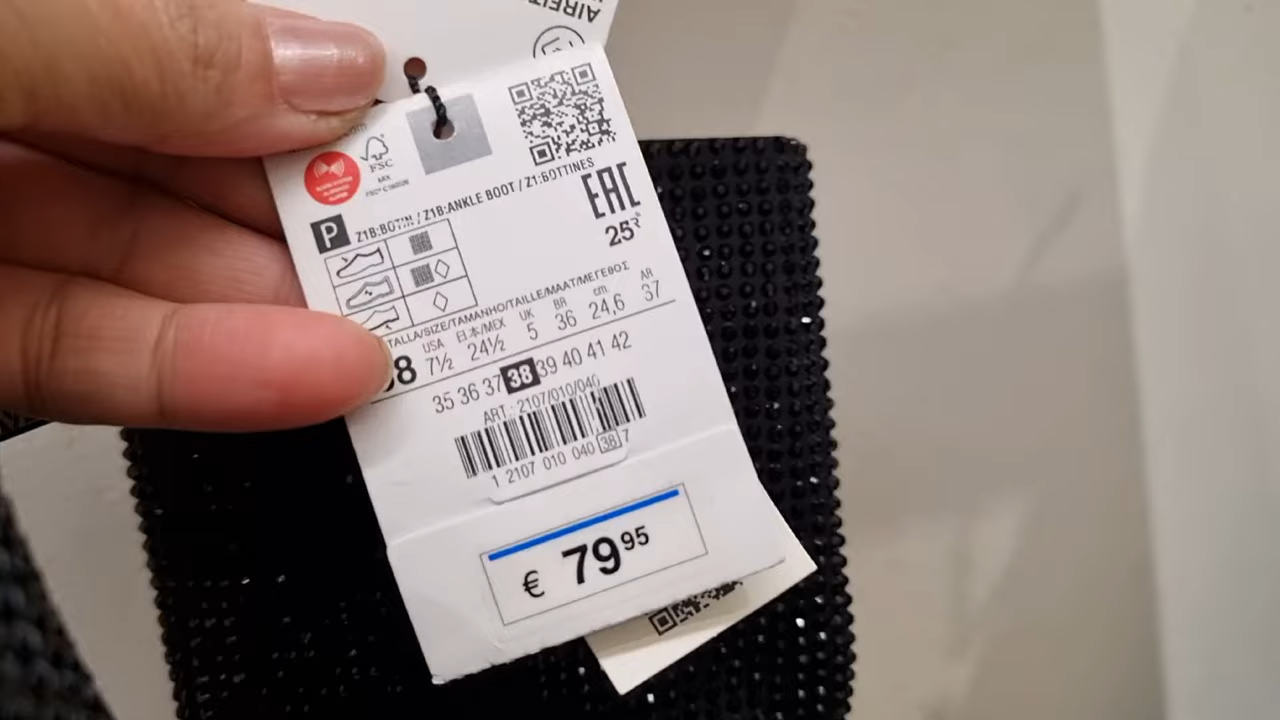 AIRFIT
FSC
P
Z1B:BOTIN / Z1B:ANKLE BOOT / Z1:BOTTINES
EAC
25
TALLA/SIZE/TAMANHO/TAILLE/MAAT/ΜΕΓΕΘΟΣ
USA 日本/MEX UK BR cm AR
38 7½ 24½ 5 36 24,6 37
35 36 37 38 39 40 41 42
ART.: 2107/010/040
1 2107 010 040 38 7
€ 79 95